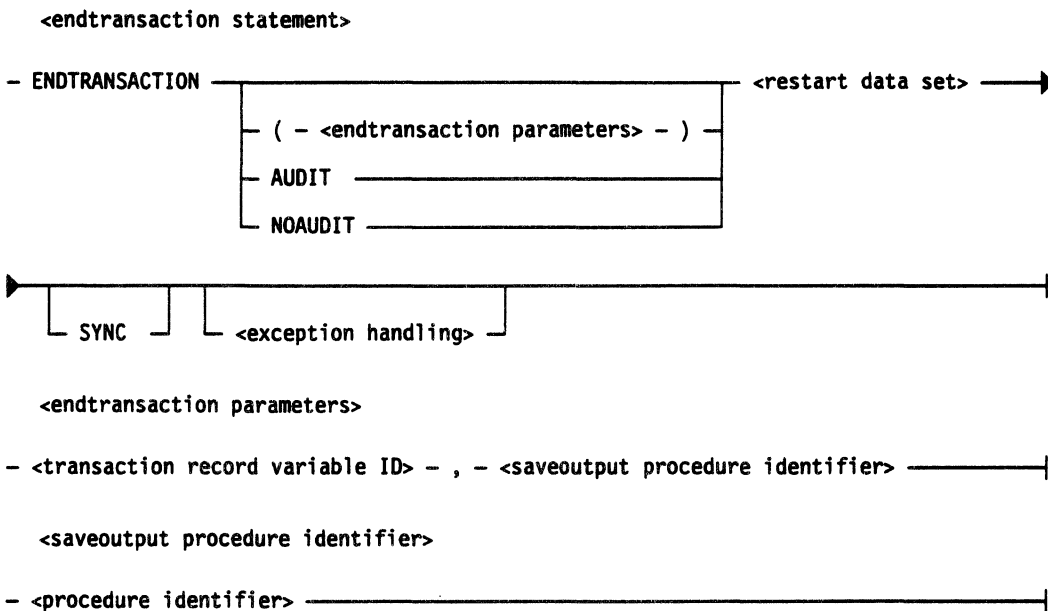 <endtransaction statement>
– ENDTRANSACTION <restart data set>
( – <endtransaction parameters> – )
AUDIT
NOAUDIT
SYNC <exception handling>
<endtransaction parameters>
– <transaction record variable ID> – , – <saveoutput procedure identifier>
<saveoutput procedure identifier>
– <procedure identifier>